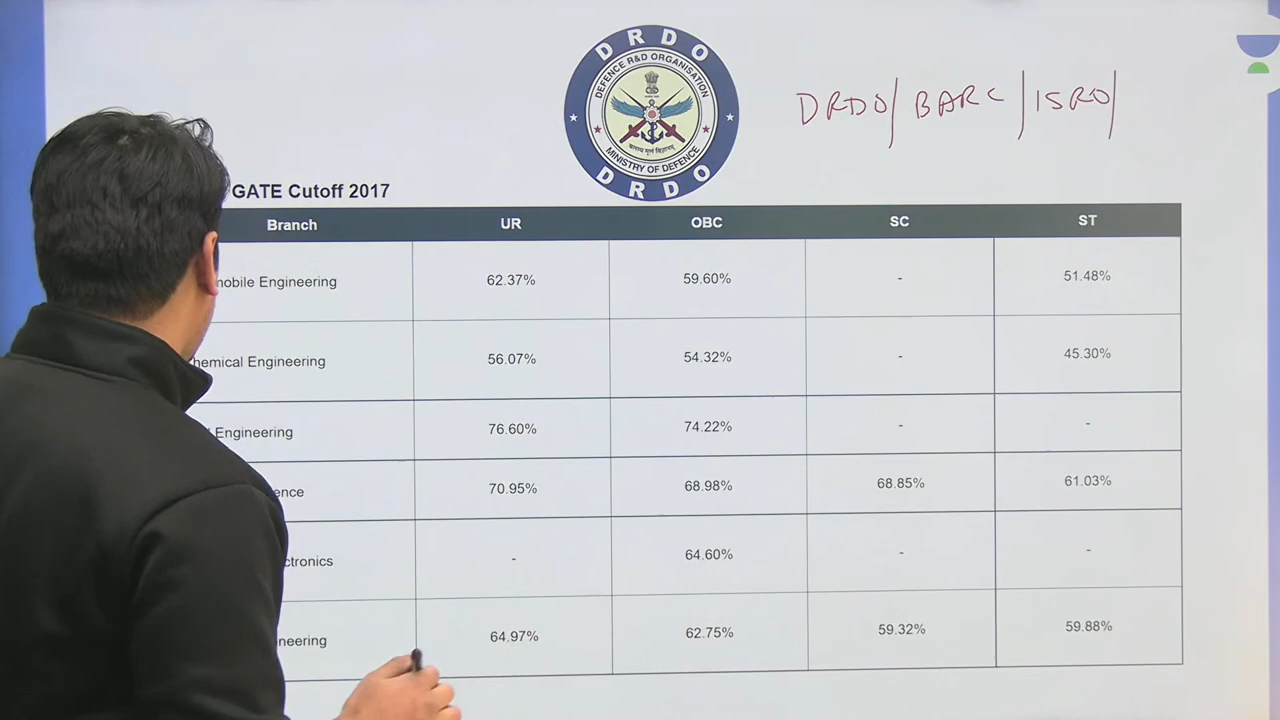 DRDO
DEFENCE R&D ORGANISATION
MINISTRY OF DEFENCE
DRDO
DRDO/ BARC / ISRO/
GATE Cutoff 2017
Branch UR OBC SC ST
mobile Engineering 62.37% 59.60% - 51.48%
hemical Engineering 56.07% 54.32% - 45.30%
Engineering 76.60% 74.22% - -
ence 70.95% 68.98% 68.85% 61.03%
ctronics - 64.60% - -
neering 64.97% 62.75% 59.32% 59.88%